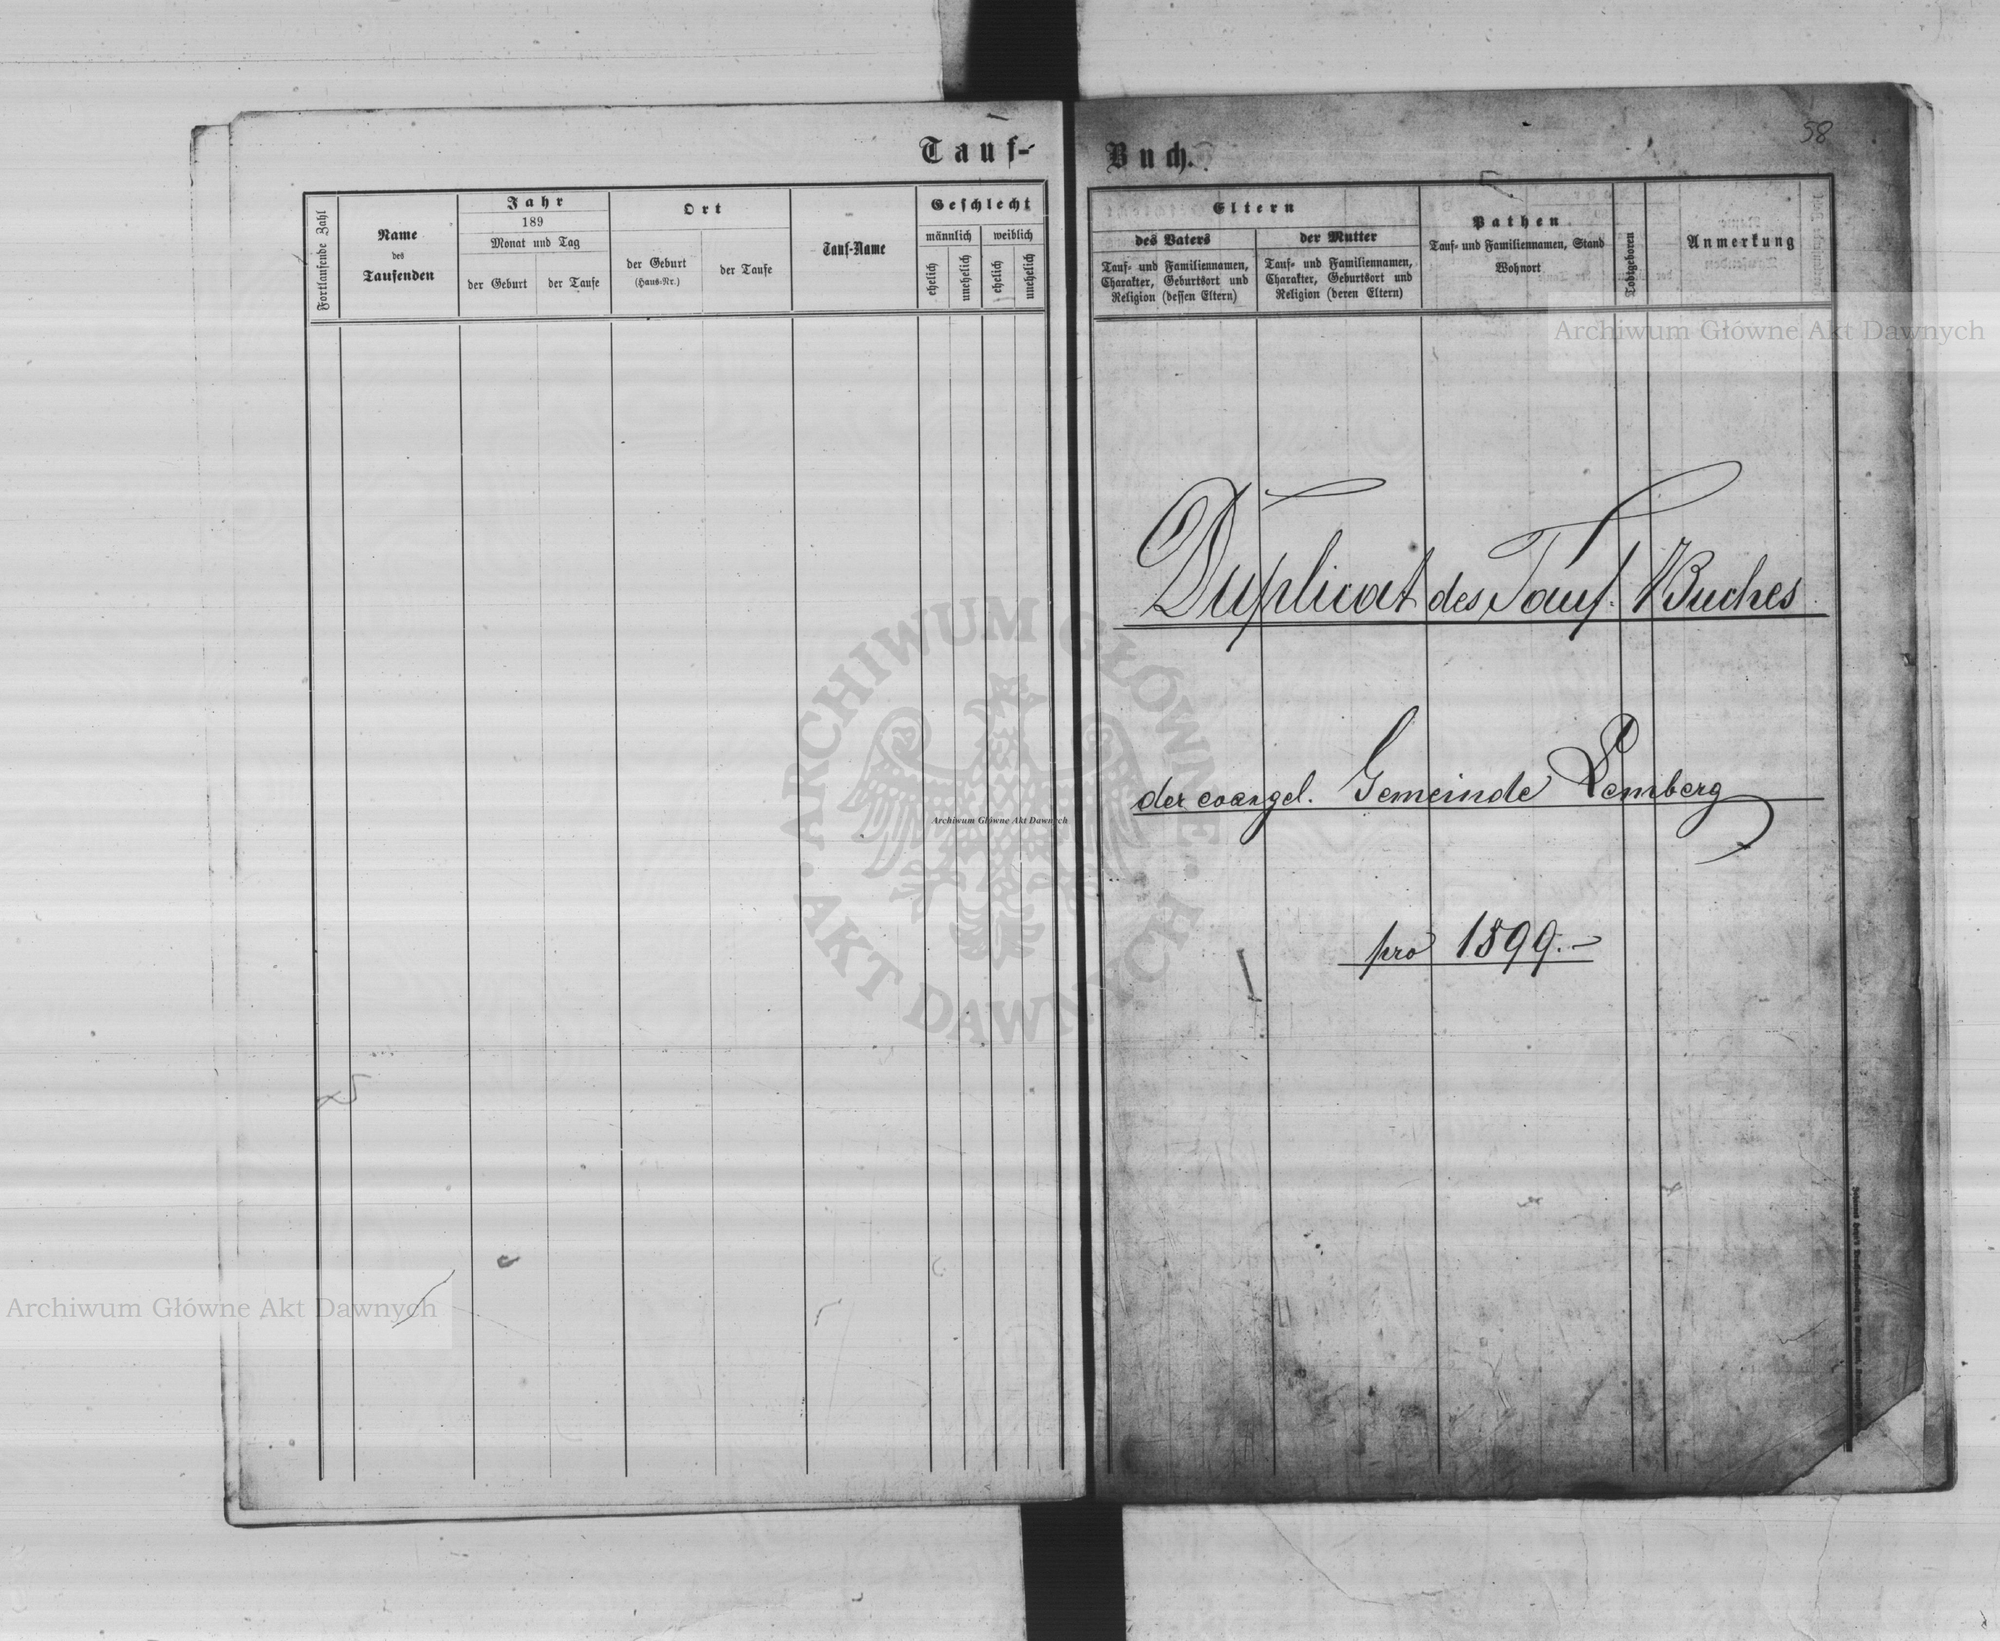 Tauf-
Fortlaufende Zahl
Name
des
Taufenden
Jahr
189
Monat und Tag
der Geburt
der Taufe
Ort
der Geburt
(Haus-Nr.)
der Taufe
Tauf-Name
Geschlecht
männlich
weiblich
ehelich
unehelich
ehelich
unehelich
Buch.
58
Eltern
des Vaters
Tauf- und Familiennamen,
Charakter, Geburtsort und
Religion (dessen Eltern)
der Mutter
Tauf- und Familiennamen,
Charakter, Geburtsort und
Religion (deren Eltern)
Pathen
Tauf- und Familiennamen, Stand
Wohnort
Todtgeboren
Anmerkung
Archiwum Główne Akt Dawnych
Duplicat des Tauf-Buches
der evangel. Gemeinde Lemberg
pro 1899.–
ARCHIWUM GŁÓWNE
AKT DAWNYCH
Archiwum Główne Akt Dawnych
Archiwum Główne Akt Dawnych